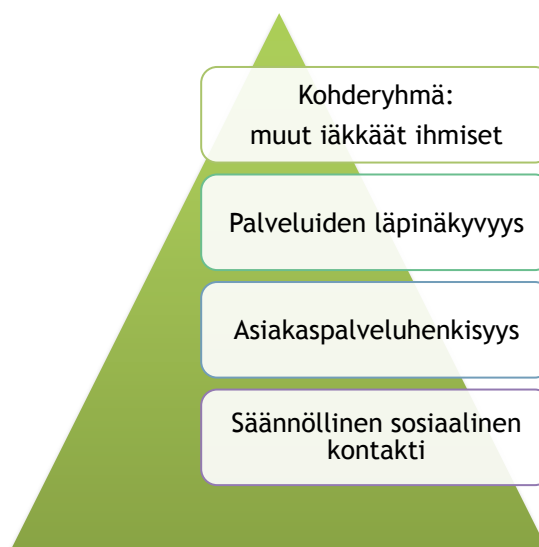 Kohderyhmä:
muut iäkkäät ihmiset
Palveluiden läpinäkyvyys
Asiakaspalveluhenkisyys
Säännöllinen sosiaalinen
kontakti